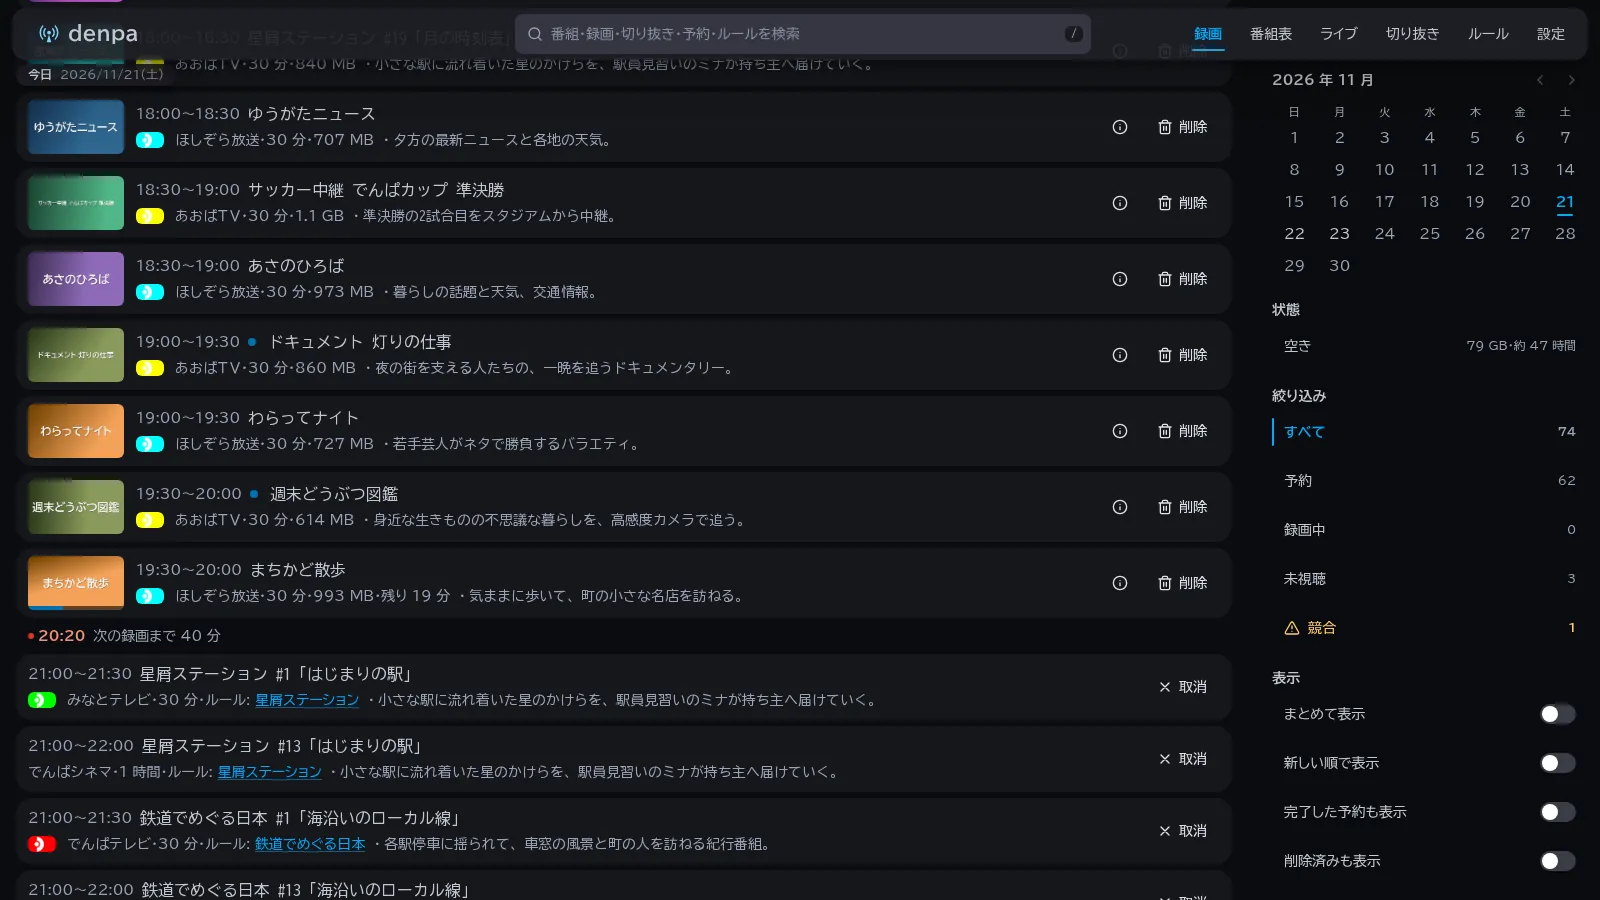 denpa
番組・録画・切り抜き・予約・ルールを検索
/
録画
番組表
ライブ
切り抜き
ルール
設定
あおばTV・30 分・840 MB ・小さな駅に流れ着いた星のかけらを、駅員見習いのミナが持ち主へ届けていく。
今日 2026/11/21(土)
ゆうがたニュース
18:00〜18:30 ゆうがたニュース
ほしぞら放送・30 分・707 MB ・夕方の最新ニュースと各地の天気。
削除
サッカー中継 でんぱカップ 準決勝
18:30〜19:00 サッカー中継 でんぱカップ 準決勝
あおばTV・30 分・1.1 GB ・準決勝の2試合目をスタジアムから中継。
削除
あさのひろば
18:30〜19:00 あさのひろば
ほしぞら放送・30 分・973 MB ・暮らしの話題と天気、交通情報。
削除
ドキュメント 灯りの仕事
19:00〜19:30 ドキュメント 灯りの仕事
あおばTV・30 分・860 MB ・夜の街を支える人たちの、一晩を追うドキュメンタリー。
削除
わらってナイト
19:00〜19:30 わらってナイト
ほしぞら放送・30 分・727 MB ・若手芸人がネタで勝負するバラエティ。
削除
週末どうぶつ図鑑
19:30〜20:00 週末どうぶつ図鑑
あおばTV・30 分・614 MB ・身近な生きものの不思議な暮らしを、高感度カメラで追う。
削除
まちかど散歩
19:30〜20:00 まちかど散歩
ほしぞら放送・30 分・993 MB・残り 19 分 ・気ままに歩いて、町の小さな名店を訪ねる。
削除
20:20 次の録画まで 40 分
21:00〜21:30 星屑ステーション #1「はじまりの駅」
みなとテレビ・30 分・ルール: 星屑ステーション ・小さな駅に流れ着いた星のかけらを、駅員見習いのミナが持ち主へ届けていく。
取消
21:00〜22:00 星屑ステーション #13「はじまりの駅」
でんぱシネマ・1 時間・ルール: 星屑ステーション ・小さな駅に流れ着いた星のかけらを、駅員見習いのミナが持ち主へ届けていく。
取消
21:00〜21:30 鉄道でめぐる日本 #1「海沿いのローカル線」
でんぱテレビ・30 分・ルール: 鉄道でめぐる日本 ・各駅停車に揺られて、車窓の風景と町の人を訪ねる紀行番組。
取消
21:00〜22:00 鉄道でめぐる日本 #13「海沿いのローカル線」
2026 年 11 月
日 月 火 水 木 金 土
1 2 3 4 5 6 7
8 9 10 11 12 13 14
15 16 17 18 19 20 21
22 23 24 25 26 27 28
29 30
状態
空き 79 GB・約 47 時間
絞り込み
すべて 74
予約 62
録画中 0
未視聴 3
競合 1
表示
まとめて表示
新しい順で表示
完了した予約も表示
削除済みも表示